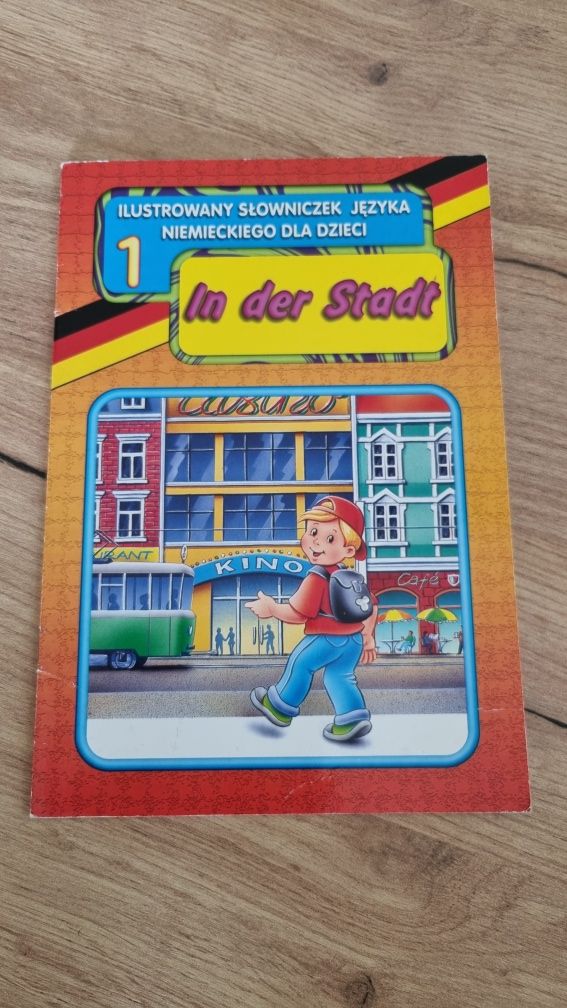 ILUSTROWANY SŁOWNICZEK JĘZYKA
NIEMIECKIEGO DLA DZIECI
1
In der Stadt
KINO
Café